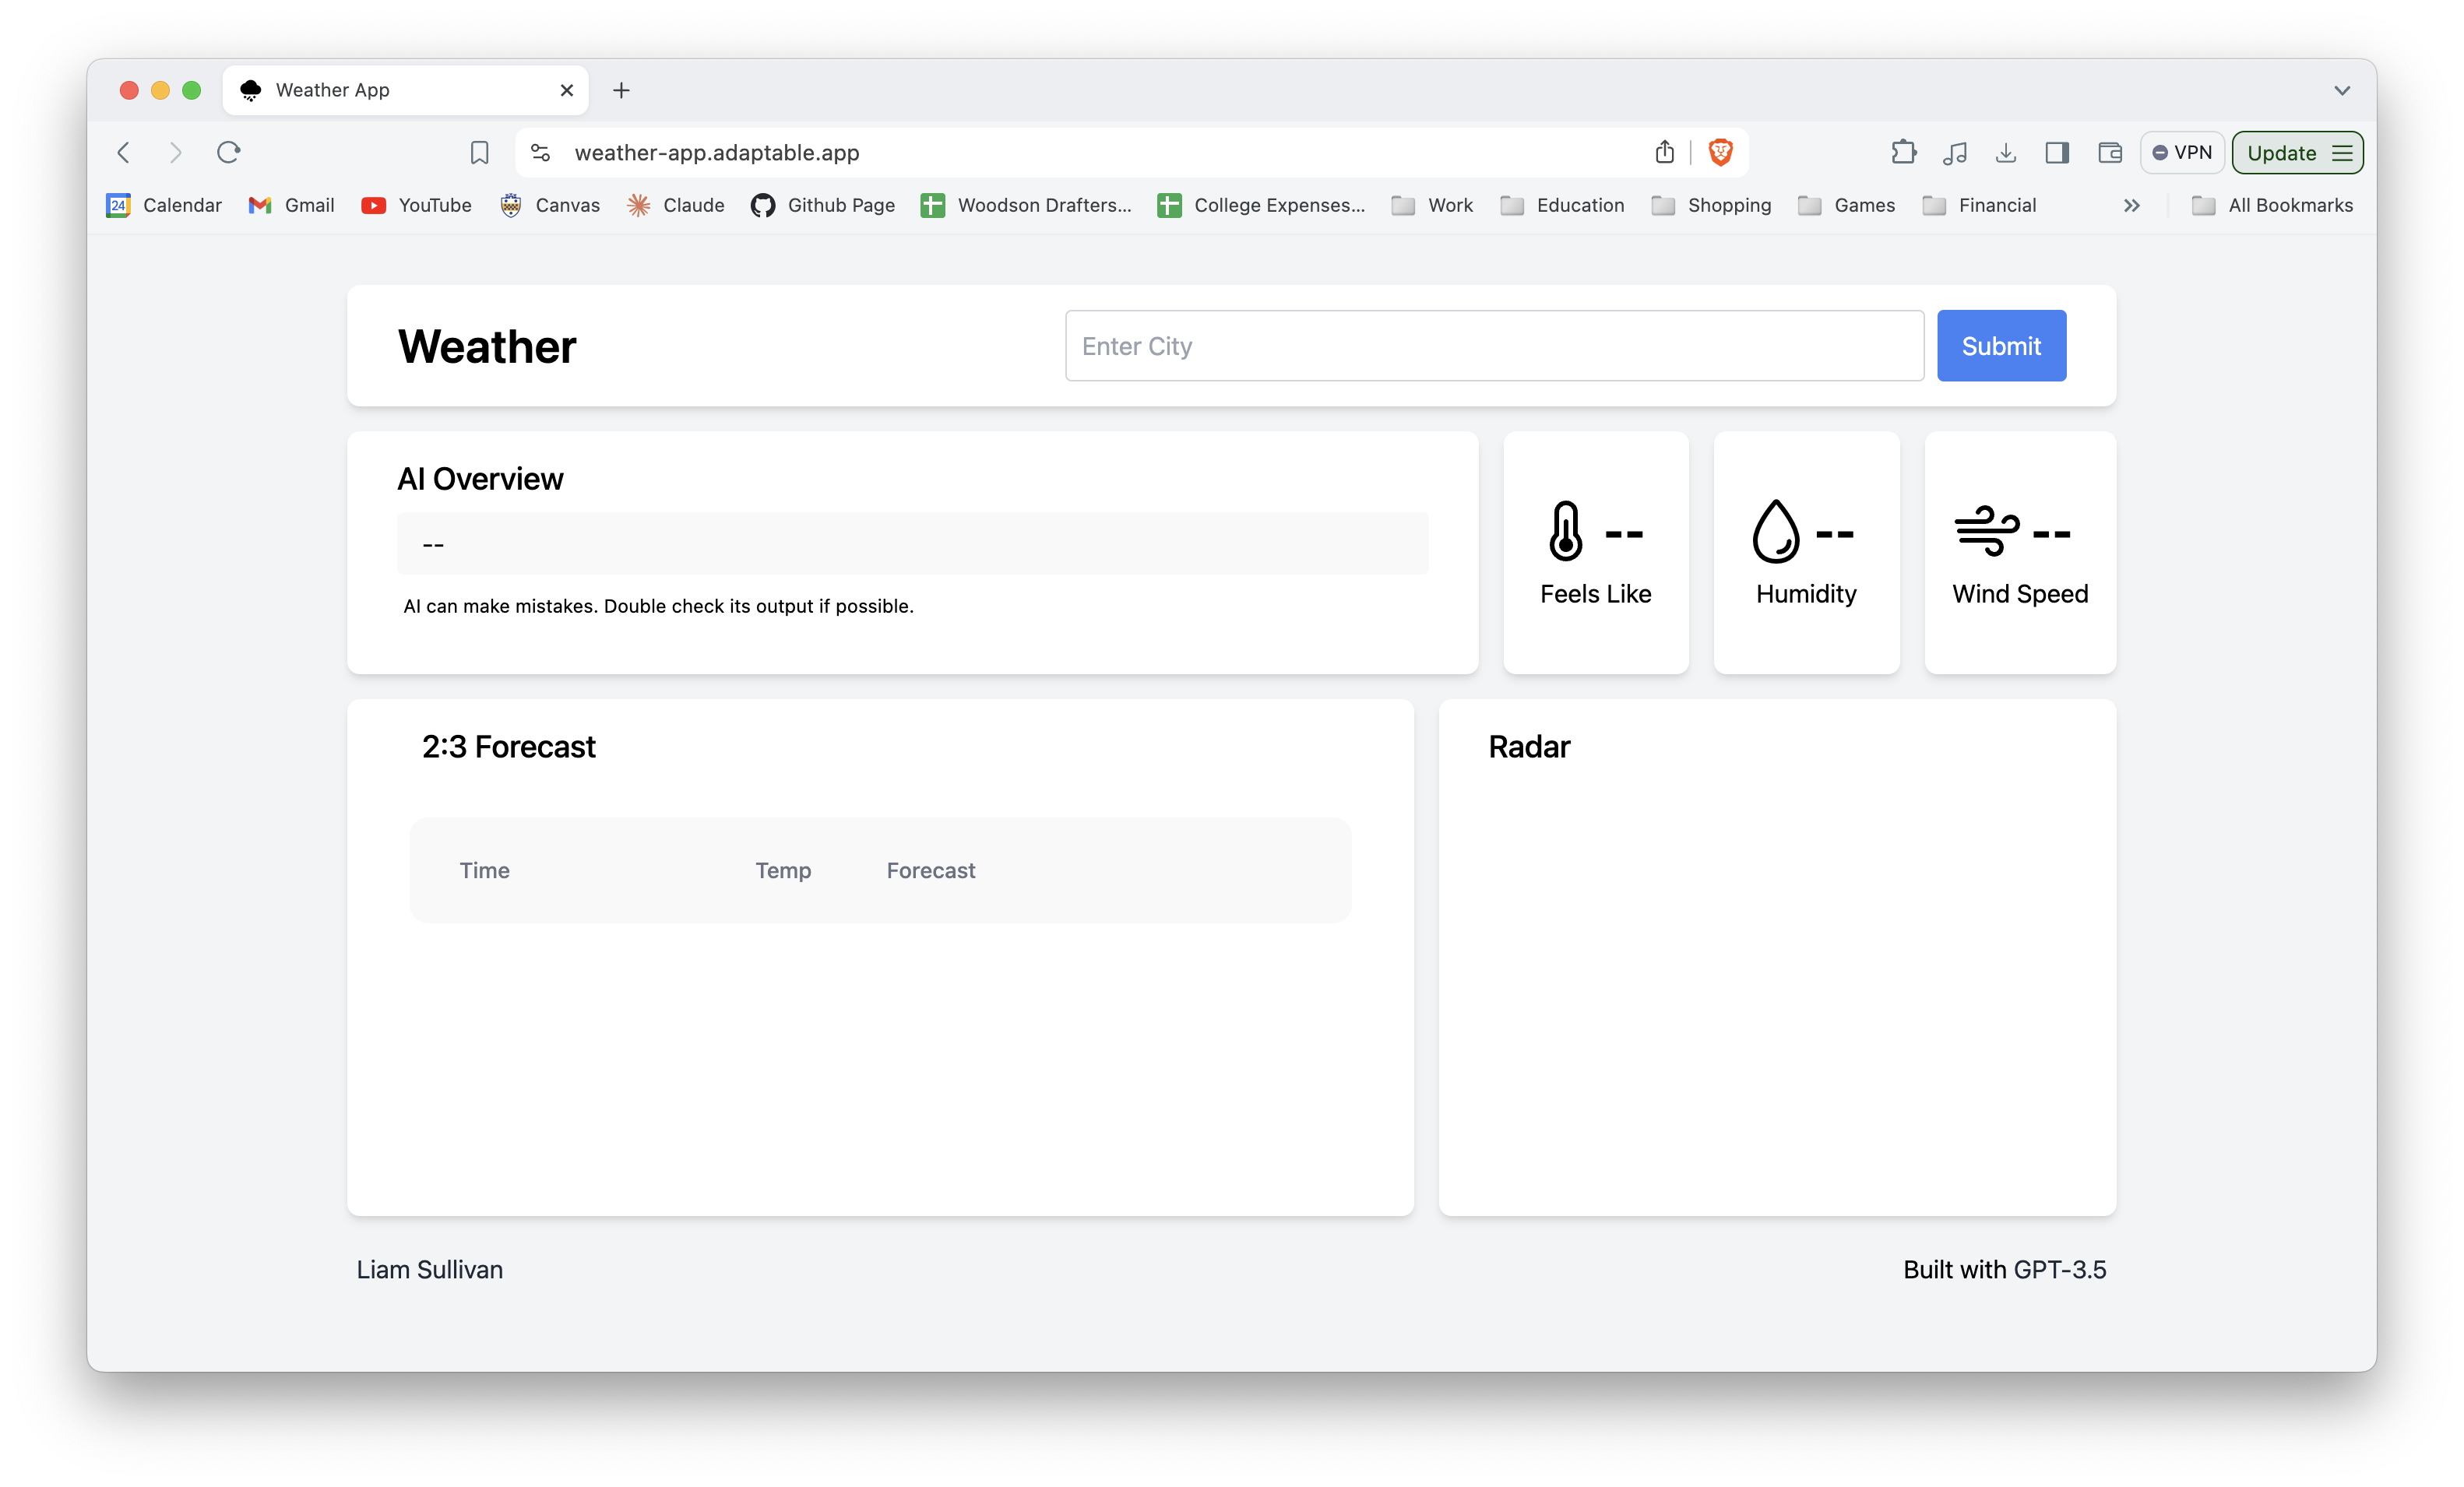 Weather App
weather-app.adaptable.app
VPN
Update
24 Calendar Gmail YouTube Canvas Claude Github Page Woodson Drafters... College Expenses... Work Education Shopping Games Financial All Bookmarks
Weather
Enter City
Submit
AI Overview
--
AI can make mistakes. Double check its output if possible.
--
Feels Like
--
Humidity
--
Wind Speed
2:3 Forecast
Time Temp Forecast
Radar
Liam Sullivan
Built with GPT-3.5